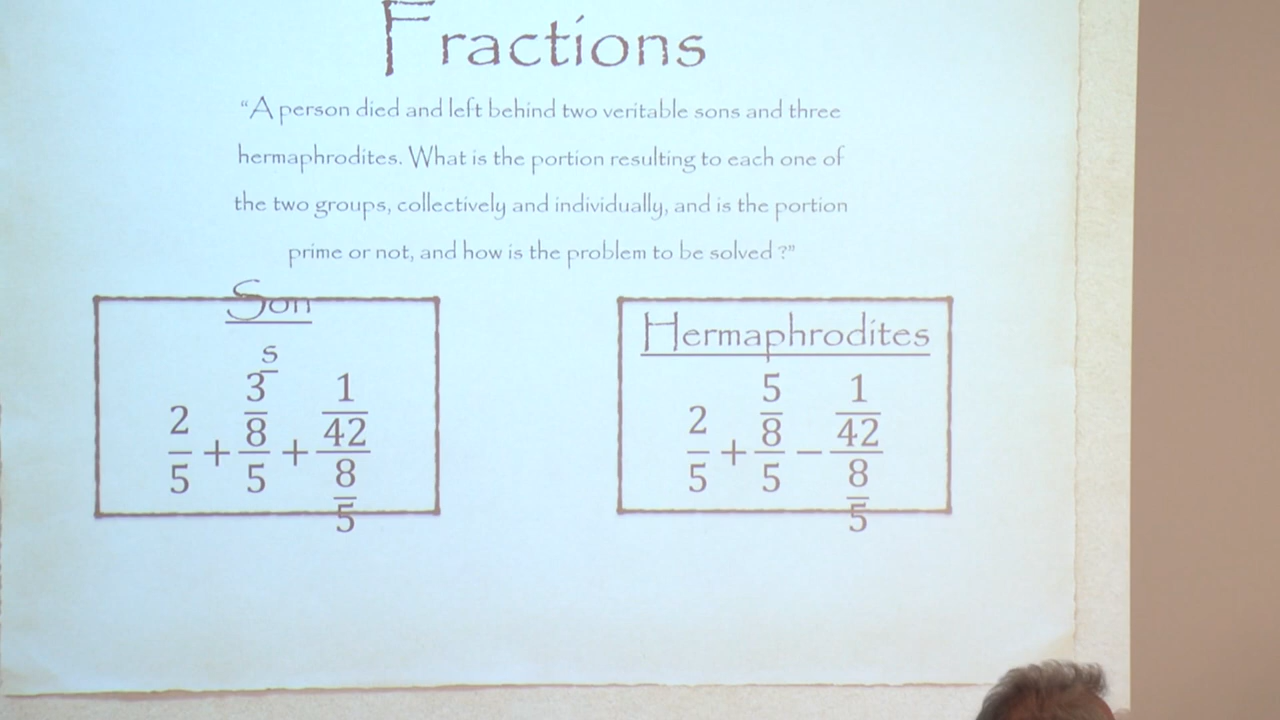 Fractions
“A person died and left behind two veritable sons and three
hermaphrodites. What is the portion resulting to each one of
the two groups, collectively and individually, and is the portion
prime or not, and how is the problem to be solved ?”
Son
s
2/5 + 3/8/5 + 1/42/8/5
Hermaphrodites
2/5 + 5/8/5 − 1/42/8/5